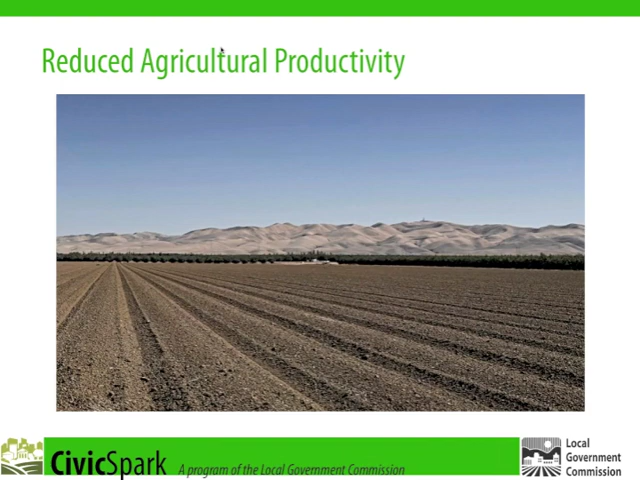 Reduced Agricultural Productivity
CivicSpark A program of the Local Government Commission
Local
Government
Commission